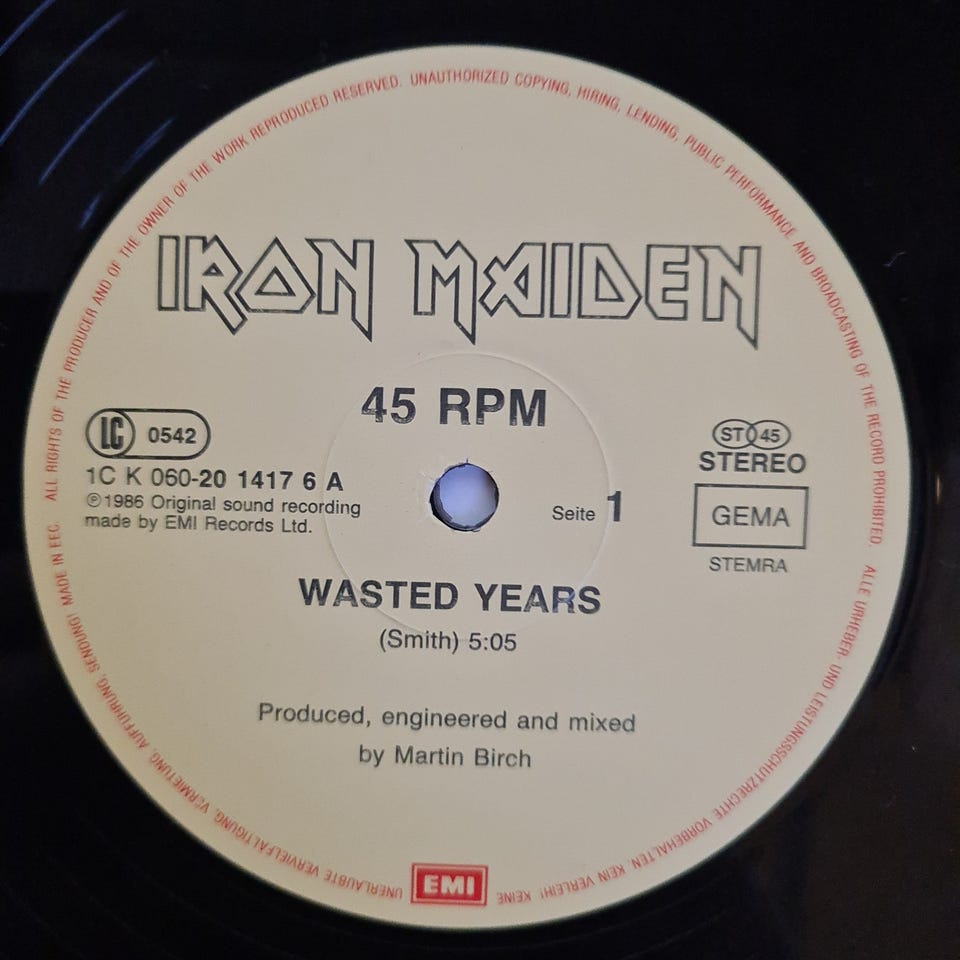 ALL RIGHTS OF THE PRODUCER AND OF THE OWNER OF THE WORK REPRODUCED RESERVED. UNAUTHORIZED COPYING, HIRING, LENDING, PUBLIC PERFORMANCE AND BROADCASTING OF THE RECORD PROHIBITED. ALLE URHEBER- UND LEISTUNGSSCHUTZRECHTE VORBEHALTEN. KEIN VERLEIH! KEINE UNERLAUBTE VERVIELFÄLTIGUNG, VERMIETUNG, AUFFÜHRUNG, SENDUNG! MADE IN EEC.
IRON MAIDEN
45 RPM
LC 0542
1C K 060-20 1417 6 A
℗1986 Original sound recording
made by EMI Records Ltd.
Seite 1
ST 45
STEREO
GEMA
STEMRA
WASTED YEARS
(Smith) 5:05
Produced, engineered and mixed
by Martin Birch
EMI